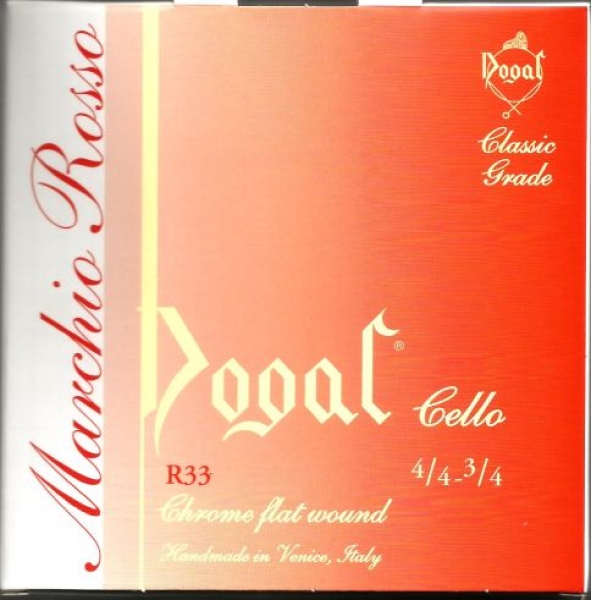 Marchio Rosso
Dogal
Classic
Grade
Dogal®
Cello
R33
4/4-3/4
Chrome flat wound
Handmade in Venice, Italy